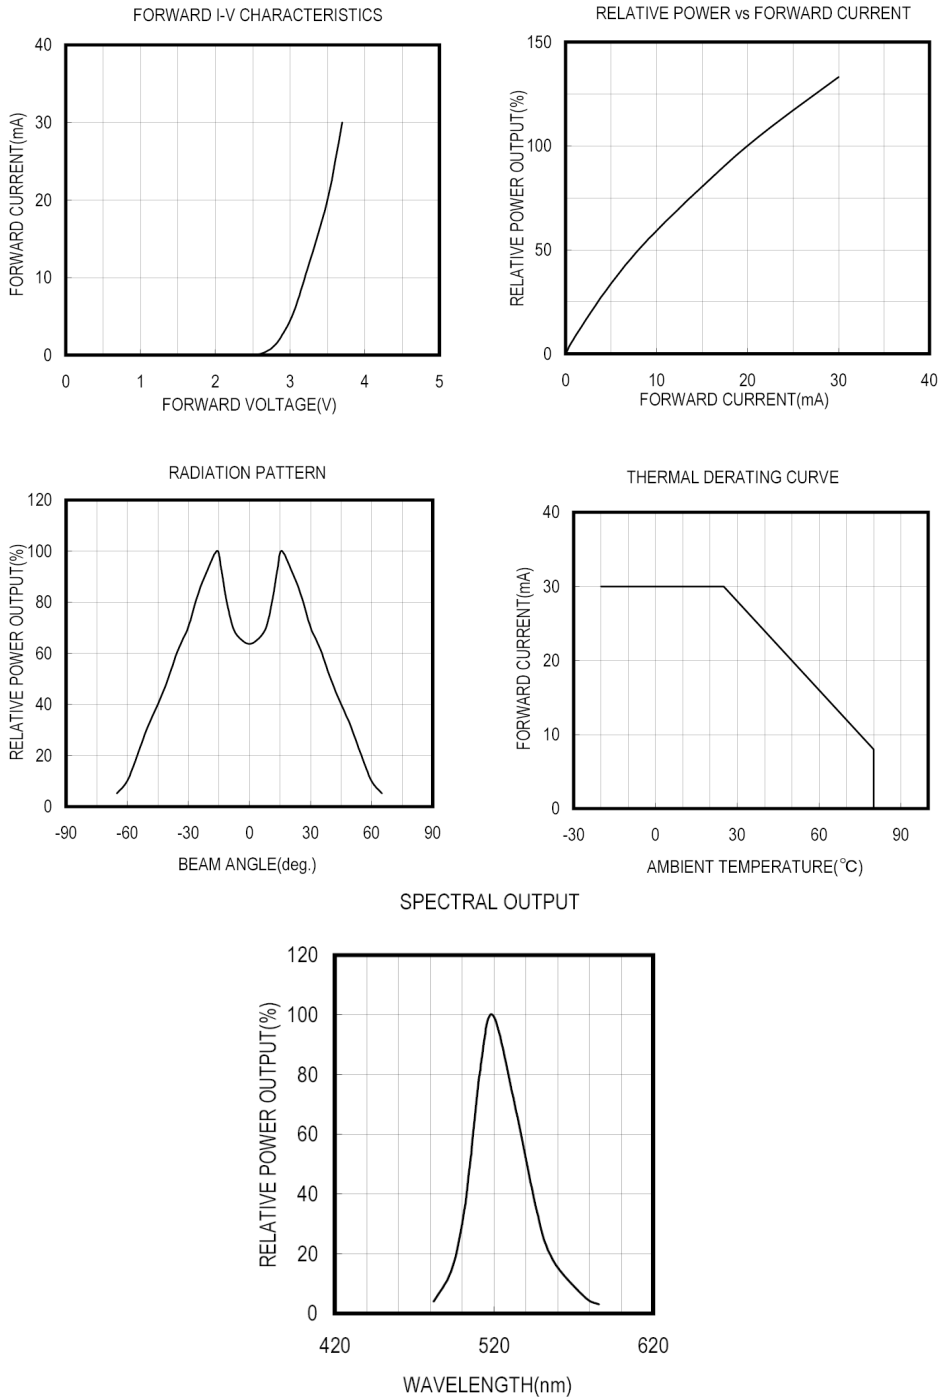 FORWARD I-V CHARACTERISTICS
FORWARD CURRENT(mA)
40
30
20
10
0
0 1 2 3 4 5
FORWARD VOLTAGE(V)
RELATIVE POWER vs FORWARD CURRENT
RELATIVE POWER OUTPUT(%)
150
100
50
0
0 10 20 30 40
FORWARD CURRENT(mA)
RADIATION PATTERN
RELATIVE POWER OUTPUT(%)
120
100
80
60
40
20
0
-90 -60 -30 0 30 60 90
BEAM ANGLE(deg.)
THERMAL DERATING CURVE
FORWARD CURRENT(mA)
40
30
20
10
0
-30 0 30 60 90
AMBIENT TEMPERATURE(℃)
SPECTRAL OUTPUT
RELATIVE POWER OUTPUT(%)
120
100
80
60
40
20
0
420 520 620
WAVELENGTH(nm)